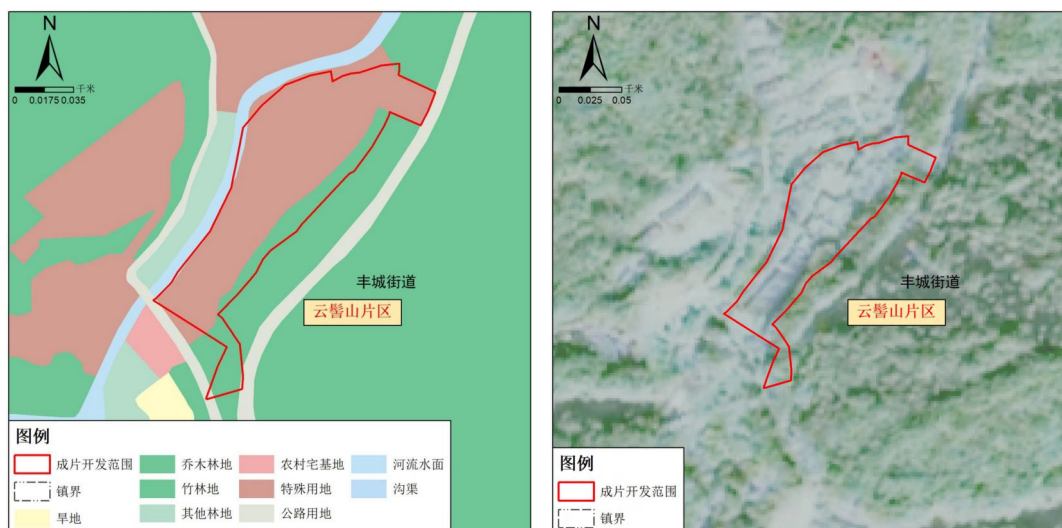 N
千米
0 0.0175 0.035
丰城街道
云髻山片区
图例
成片开发范围
镇界
旱地
乔木林地
竹林地
其他林地
农村宅基地
特殊用地
公路用地
河流水面
沟渠
N
千米
0 0.025 0.05
丰城街道
云髻山片区
图例
成片开发范围
镇界